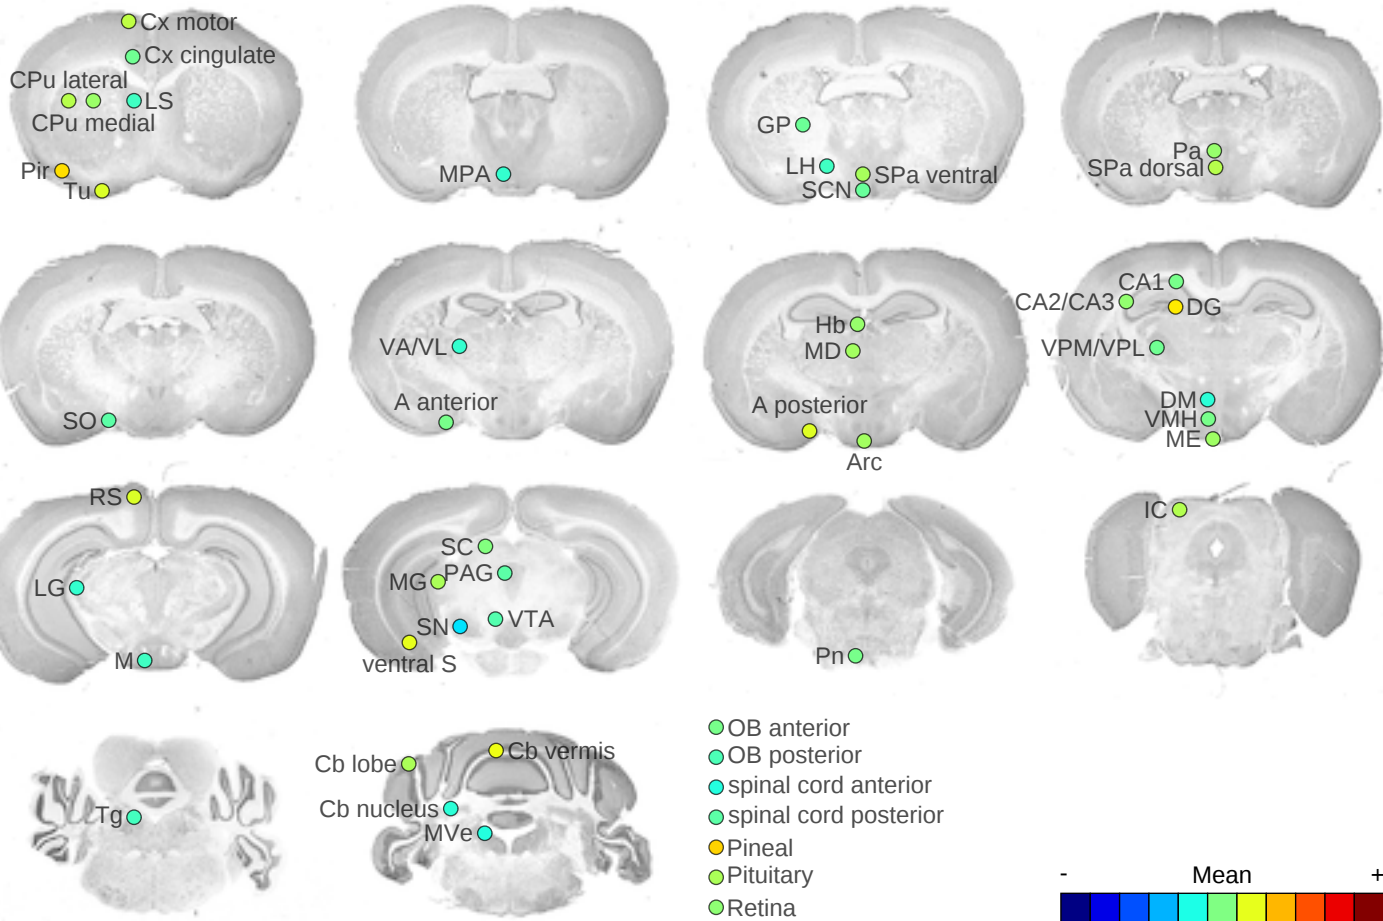 Cx motor
Cx cingulate
CPu lateral
LS
CPu medial
Pir
Tu
MPA
GP
LH
SPa ventral
SCN
Pa
SPa dorsal
SO
VA/VL
A anterior
Hb
MD
A posterior
Arc
CA1
CA2/CA3
DG
VPM/VPL
DM
VMH
ME
RS
LG
M
SC
PAG
MG
SN
VTA
ventral S
Pn
IC
Tg
Cb lobe
Cb vermis
Cb nucleus
MVe
OB anterior
OB posterior
spinal cord anterior
spinal cord posterior
Pineal
Pituitary
Retina
- Mean +